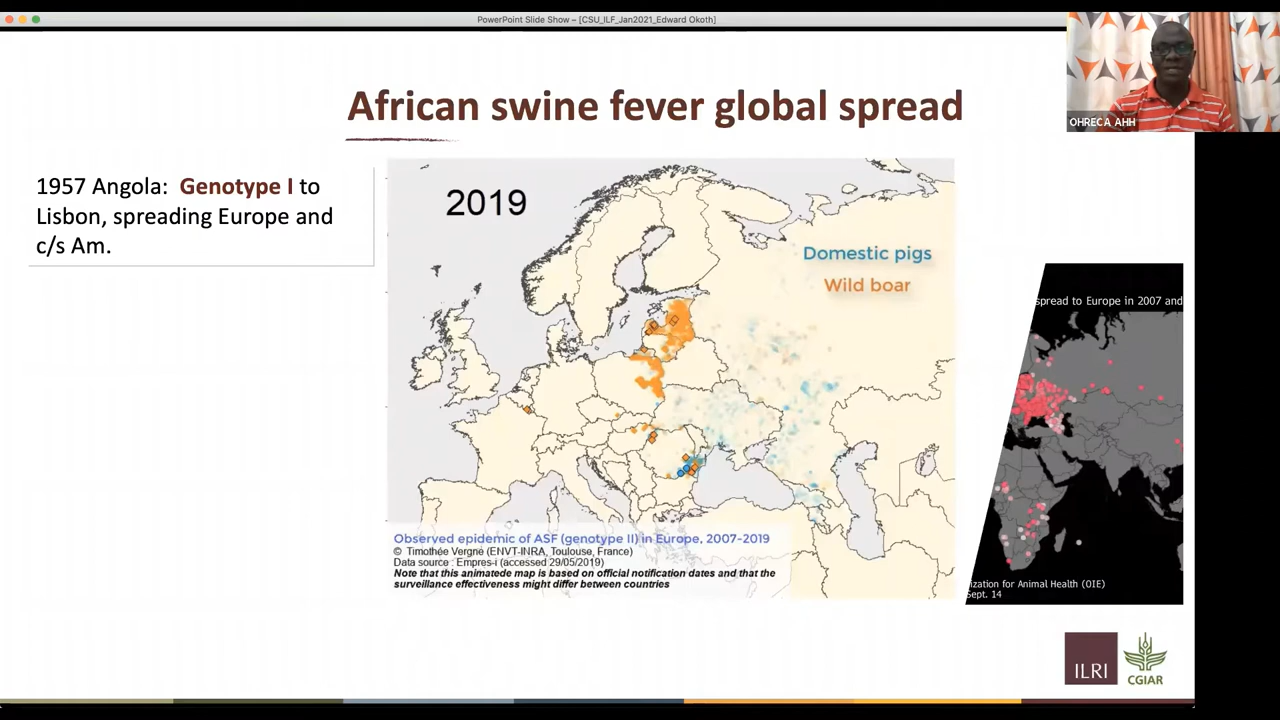 PowerPoint Slide Show – [CSU_ILF_Jan2021_Edward Okoth]
OHRECA AHH
African swine fever global spread
1957 Angola: Genotype I to
Lisbon, spreading Europe and
c/s Am.
2019
Domestic pigs
Wild boar
Observed epidemic of ASF (genotype II) in Europe, 2007-2019
© Timothée Vergne (ENVT-INRA, Toulouse, France)
Data source : Empres-i (accessed 29/05/2019)
Note that this animatede map is based on official notification dates and that the
surveillance effectiveness might differ between countries
spread to Europe in 2007 and
ization for Animal Health (OIE)
Sept. 14
ILRI
CGIAR